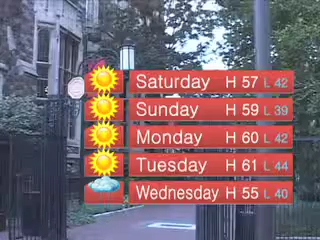 Saturday H 57 L 42
Sunday H 59 L 39
Monday H 60 L 42
Tuesday H 61 L 44
Wednesday H 55 L 40